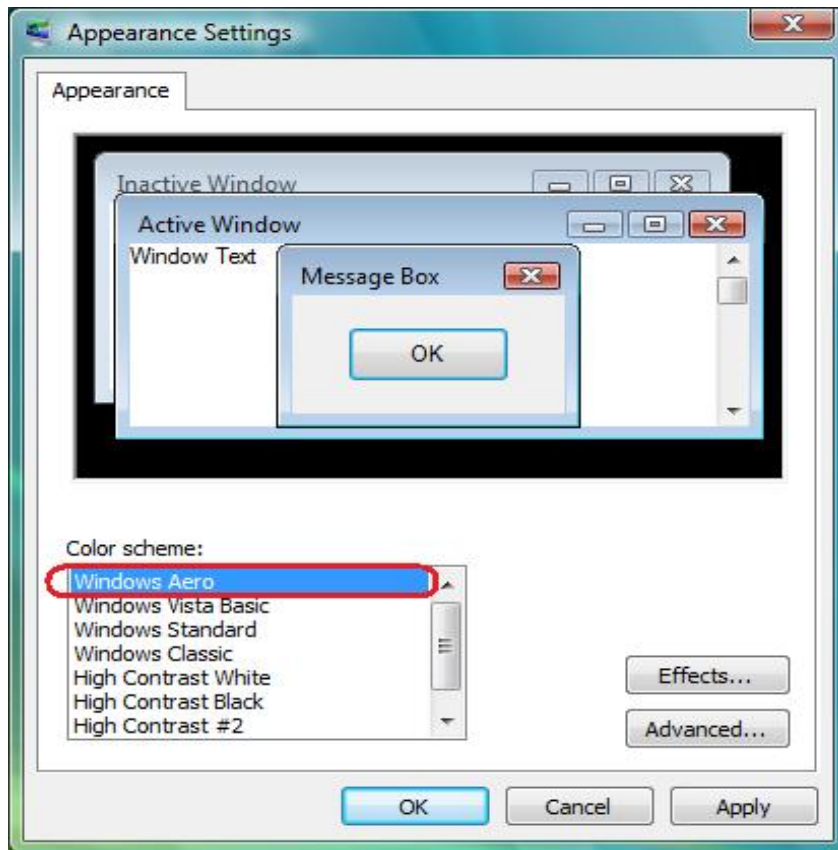 Appearance Settings
Appearance
Inactive Window
Active Window
Window Text
Message Box
OK
Color scheme:
Windows Aero
Windows Vista Basic
Windows Standard
Windows Classic
High Contrast White
High Contrast Black
High Contrast #2
Effects...
Advanced...
OK Cancel Apply